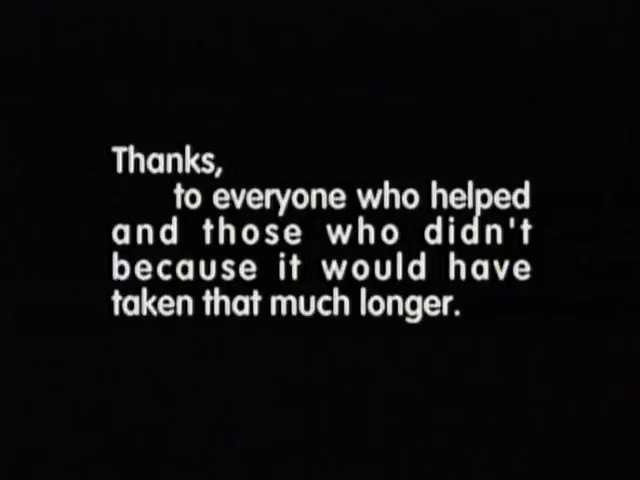 Thanks,
to everyone who helped
and those who didn't
because it would have
taken that much longer.